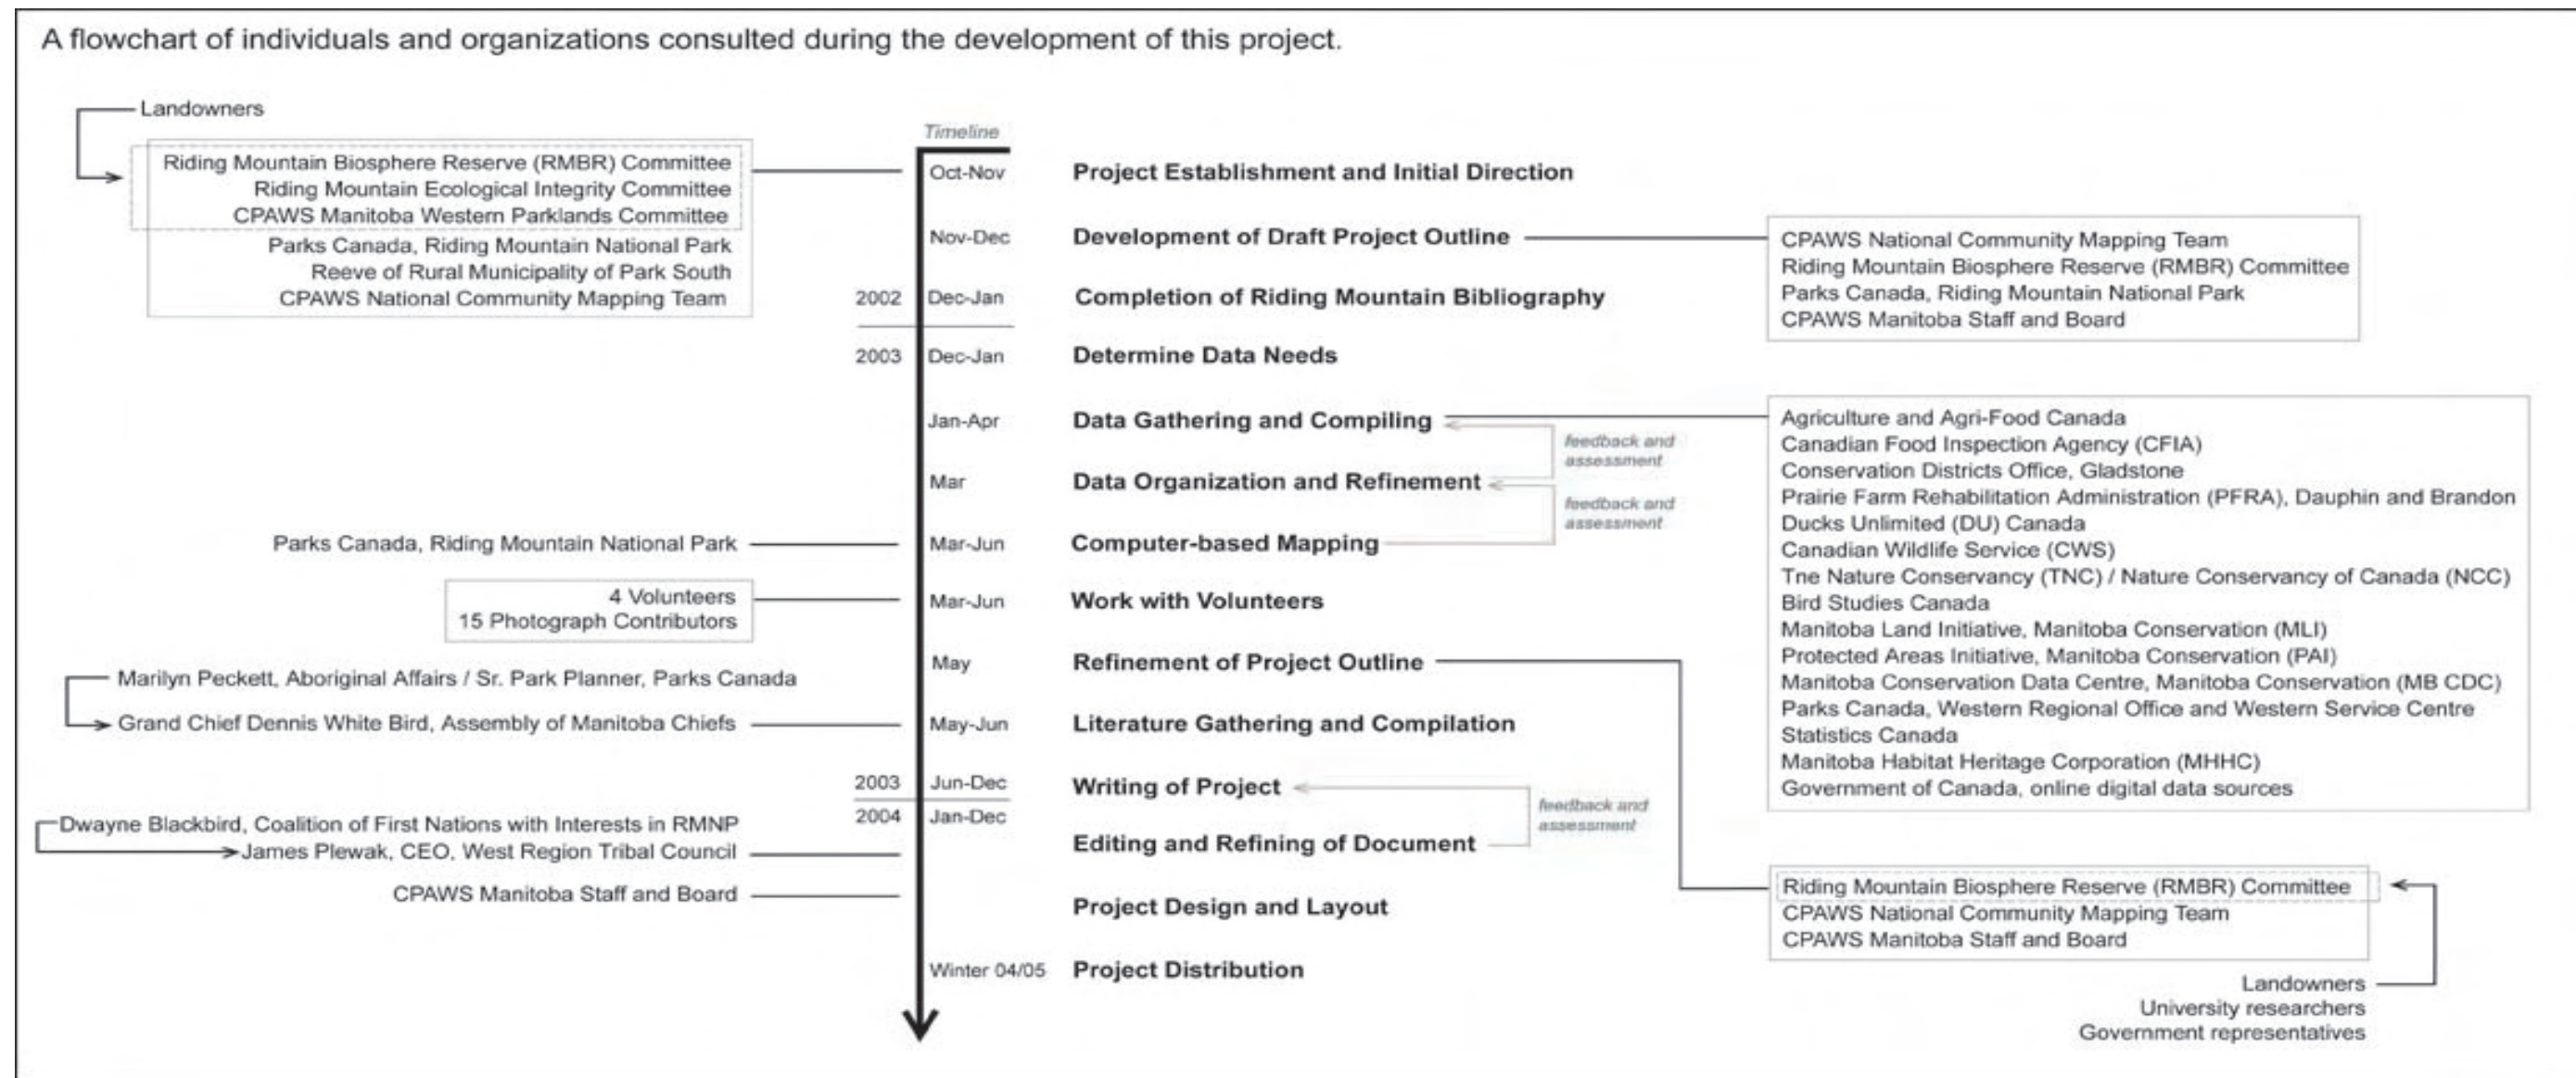 A flowchart of individuals and organizations consulted during the development of this project.
Landowners
Riding Mountain Biosphere Reserve (RMBR) Committee
Riding Mountain Ecological Integrity Committee
CPAWS Manitoba Western Parklands Committee
Parks Canada, Riding Mountain National Park
Reeve of Rural Municipality of Park South
CPAWS National Community Mapping Team
Timeline
Oct-Nov Project Establishment and Initial Direction
Nov-Dec Development of Draft Project Outline
CPAWS National Community Mapping Team
Riding Mountain Biosphere Reserve (RMBR) Committee
Parks Canada, Riding Mountain National Park
CPAWS Manitoba Staff and Board
2002 Dec-Jan Completion of Riding Mountain Bibliography
2003 Dec-Jan Determine Data Needs
Jan-Apr Data Gathering and Compiling
feedback and
assessment
Agriculture and Agri-Food Canada
Canadian Food Inspection Agency (CFIA)
Conservation Districts Office, Gladstone
Prairie Farm Rehabilitation Administration (PFRA), Dauphin and Brandon
Ducks Unlimited (DU) Canada
Canadian Wildlife Service (CWS)
Tne Nature Conservancy (TNC) / Nature Conservancy of Canada (NCC)
Bird Studies Canada
Manitoba Land Initiative, Manitoba Conservation (MLI)
Protected Areas Initiative, Manitoba Conservation (PAI)
Manitoba Conservation Data Centre, Manitoba Conservation (MB CDC)
Parks Canada, Western Regional Office and Western Service Centre
Statistics Canada
Manitoba Habitat Heritage Corporation (MHHC)
Government of Canada, online digital data sources
Mar Data Organization and Refinement
feedback and
assessment
Parks Canada, Riding Mountain National Park
Mar-Jun Computer-based Mapping
4 Volunteers
15 Photograph Contributors
Mar-Jun Work with Volunteers
May Refinement of Project Outline
Marilyn Peckett, Aboriginal Affairs / Sr. Park Planner, Parks Canada
Grand Chief Dennis White Bird, Assembly of Manitoba Chiefs
May-Jun Literature Gathering and Compilation
2003 Jun-Dec Writing of Project
2004 Jan-Dec
feedback and
assessment
Dwayne Blackbird, Coalition of First Nations with Interests in RMNP
James Plewak, CEO, West Region Tribal Council
Editing and Refining of Document
CPAWS Manitoba Staff and Board
Project Design and Layout
Riding Mountain Biosphere Reserve (RMBR) Committee
CPAWS National Community Mapping Team
CPAWS Manitoba Staff and Board
Winter 04/05 Project Distribution
Landowners
University researchers
Government representatives